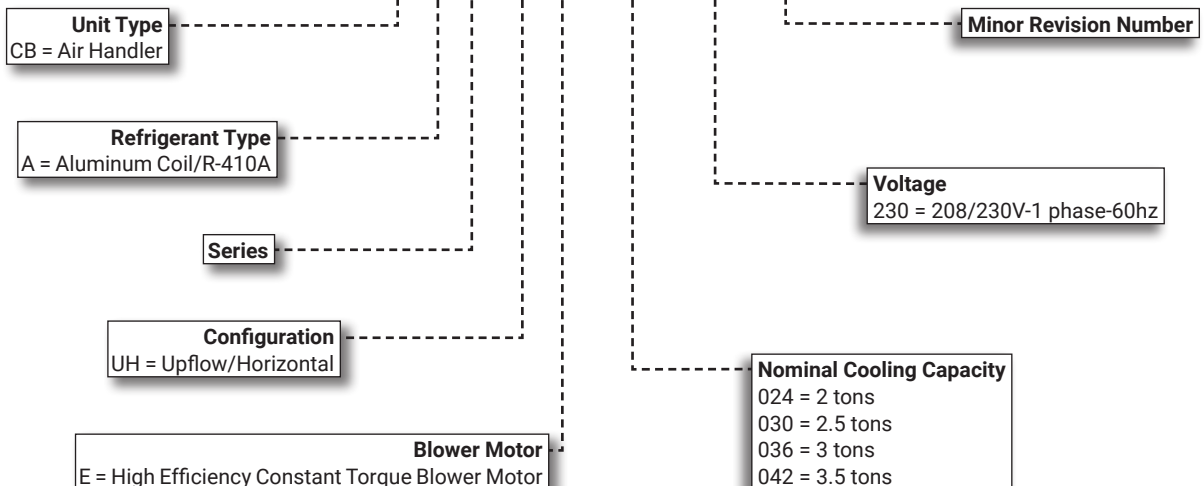 Unit Type
CB = Air Handler
Minor Revision Number
Refrigerant Type
A = Aluminum Coil/R-410A
Voltage
230 = 208/230V-1 phase-60hz
Series
Configuration
UH = Upflow/Horizontal
Nominal Cooling Capacity
024 = 2 tons
030 = 2.5 tons
036 = 3 tons
042 = 3.5 tons
Blower Motor
E = High Efficiency Constant Torque Blower Motor